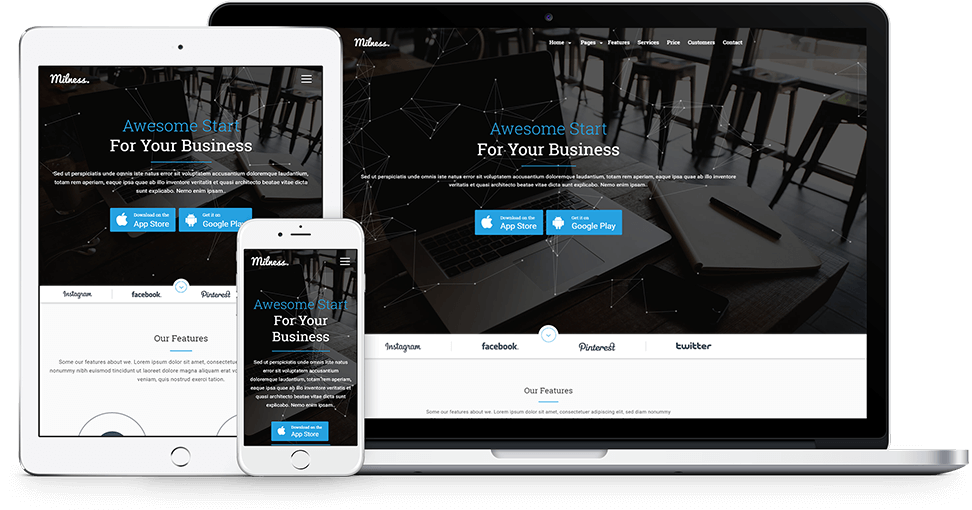 Milness.
Awesome Start
For Your Business
Sed ut perspiciatis unde omnis iste natus error sit voluptatem accusantium doloremque laudantium,
totam rem aperiam, eaque ipsa quae ab illo inventore veritatis et quasi architecto beatae vitae dicta
sunt explicabo. Nemo enim ipsam..
Download on the
App Store
Get it on
Google Play
Instagram
facebook.
Pinterest
Our Features
Some our features about we. Lorem ipsum dolor sit amet, consectetuer
nonummy nibh euismod tincidunt ut laoreet dolore magna aliquam erat
veniam, quis nostrud exerci tation.
Milness.
Awesome Start
For Your
Business
Sed ut perspiciatis unde omnis iste natus
error sit voluptatem accusantium
doloremque laudantium, totam rem aperiam,
eaque ipsa quae ab illo inventore veritatis
et quasi architecto beatae vitae dicta sunt
explicabo. Nemo enim ipsam..
Download on the
App Store
Milness.
Home Pages Features Services Price Customers Contact
Awesome Start
For Your Business
Sed ut perspiciatis unde omnis iste natus error sit voluptatem accusantium doloremque laudantium, totam rem aperiam, eaque ipsa quae ab illo inventore
veritatis et quasi architecto beatae vitae dicta sunt explicabo. Nemo enim ipsam..
Download on the
App Store
Get it on
Google Play
Instagram
facebook.
Pinterest
twitter
Our Features
Some our features about we. Lorem ipsum dolor sit amet, consectetuer adipiscing elit, sed diam nonummy